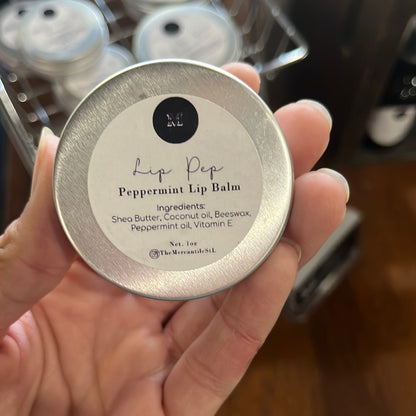 Lip Pep
Peppermint Lip Balm
Ingredients:
Shea Butter, Coconut oil, Beeswax,
Peppermint oil, Vitamin E
Net. 1oz
@TheMercantileStL